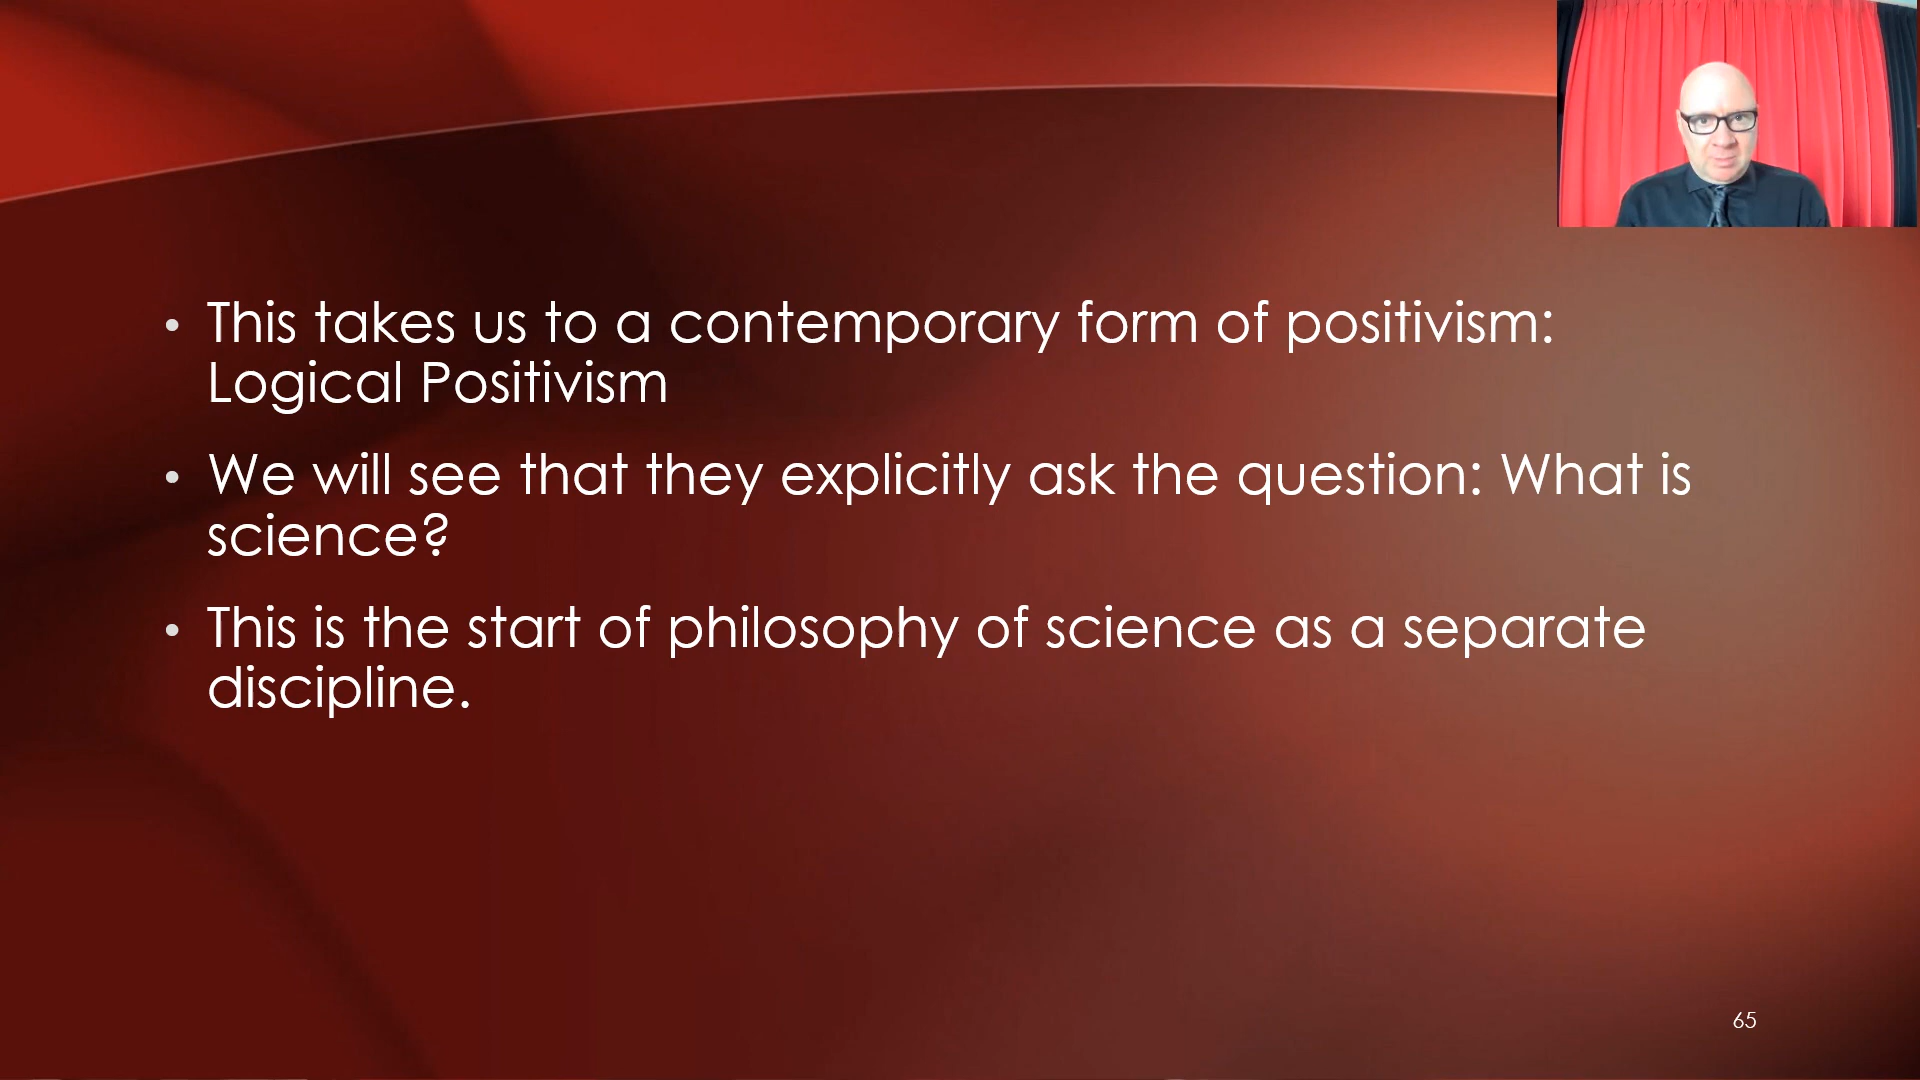 • This takes us to a contemporary form of positivism:
Logical Positivism
• We will see that they explicitly ask the question: What is
science?
• This is the start of philosophy of science as a separate
discipline.
65